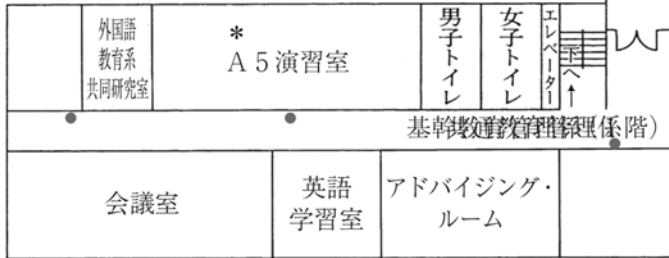 外国語
教育系
共同研究室
*
A5演習室
男子トイレ
女子トイレ
エレベーター
下へ→
階)
会議室
英語
学習室
アドバイジング・
ルーム